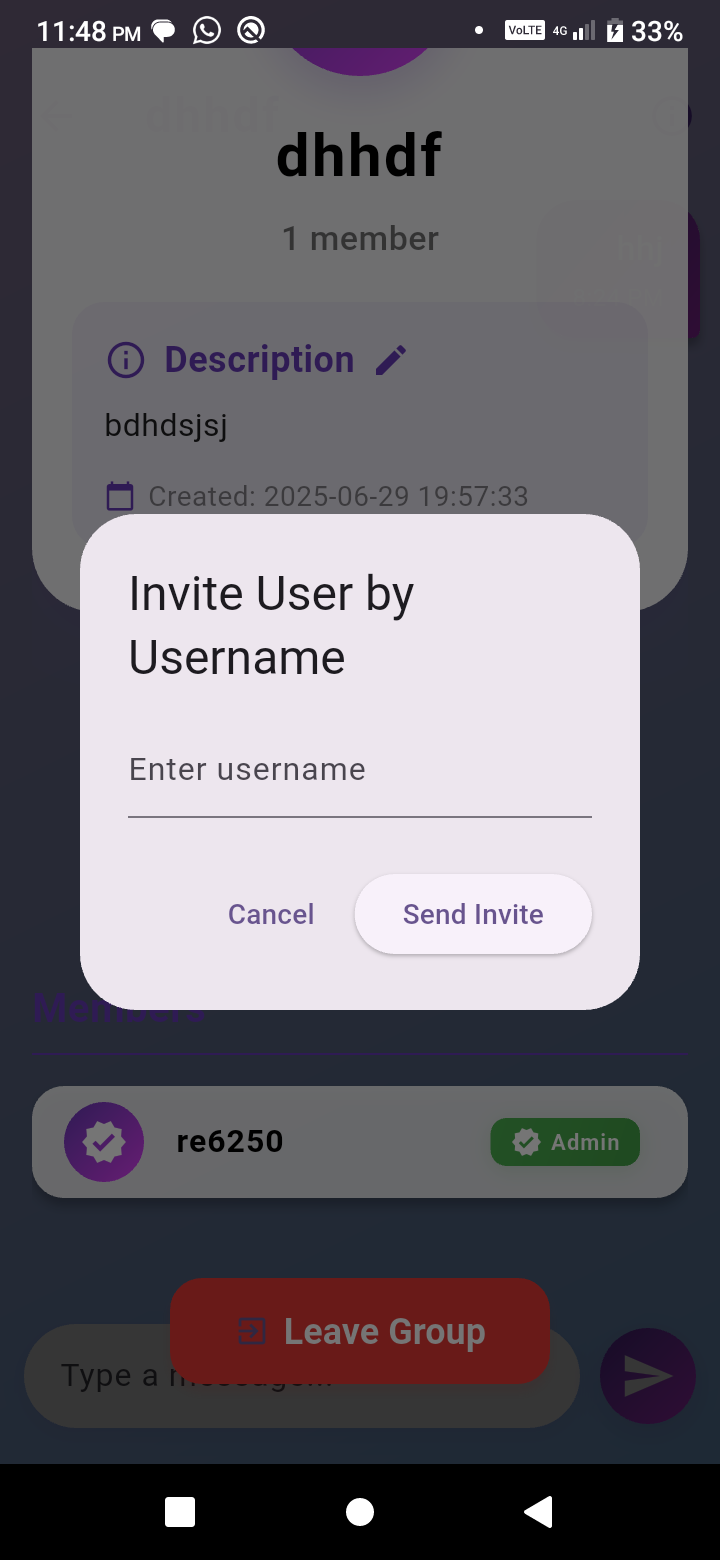 11:48 PM VoLTE 4G 33%
dhhdf
1 member
Description
bdhdsjsj
Created: 2025-06-29 19:57:33
Invite User by
Username
Enter username
Cancel Send Invite
Members
re6250 Admin
Leave Group
Type a message...